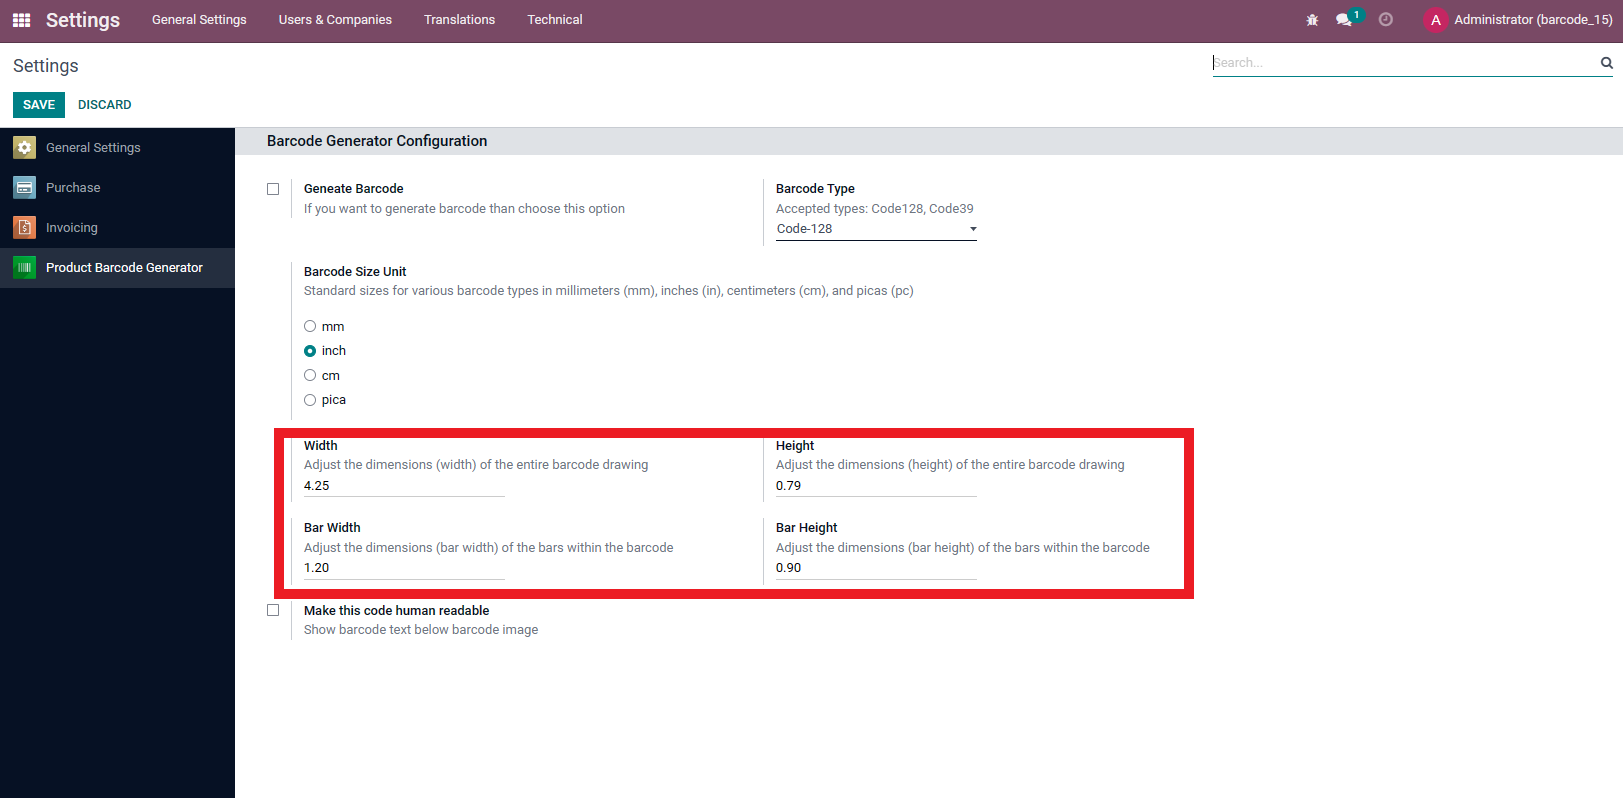 Settings General Settings Users & Companies Translations Technical 1 A Administrator (barcode_15)
Settings Search...
SAVE DISCARD
General Settings
Purchase
Invoicing
Product Barcode Generator
Barcode Generator Configuration
Geneate Barcode
If you want to generate barcode than choose this option
Barcode Type
Accepted types: Code128, Code39
Code-128
Barcode Size Unit
Standard sizes for various barcode types in millimeters (mm), inches (in), centimeters (cm), and picas (pc)
mm
inch
cm
pica
Width
Adjust the dimensions (width) of the entire barcode drawing
4.25
Height
Adjust the dimensions (height) of the entire barcode drawing
0.79
Bar Width
Adjust the dimensions (bar width) of the bars within the barcode
1.20
Bar Height
Adjust the dimensions (bar height) of the bars within the barcode
0.90
Make this code human readable
Show barcode text below barcode image